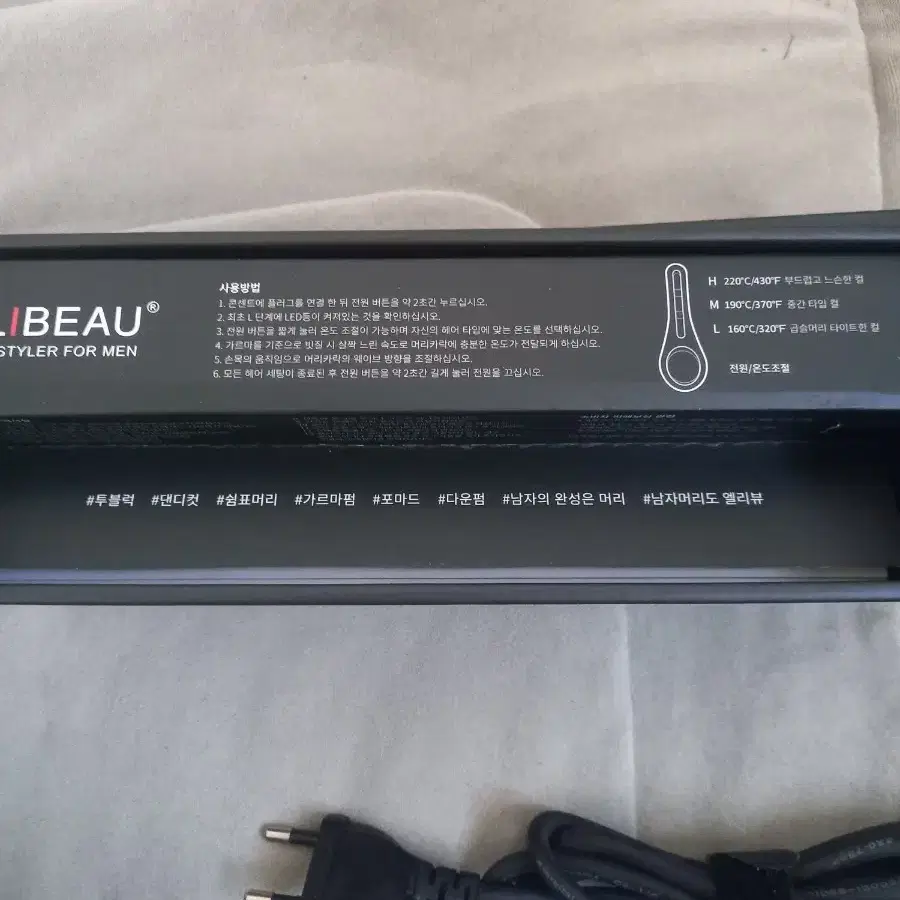 LIBEAU®
STYLER FOR MEN
사용방법
1. 콘센트에 플러그를 연결 한 뒤 전원 버튼을 약 2초간 누르십시오.
2. 최초 L 단계에 LED등이 켜져있는 것을 확인하십시오.
3. 전원 버튼을 짧게 눌러 온도 조절이 가능하며 자신의 헤어 타입에 맞는 온도를 선택하십시오.
4. 가르마를 기준으로 빗질 시 살짝 느린 속도로 머리카락에 충분한 온도가 전달되게 하십시오.
5. 손목의 움직임으로 머리카락의 웨이브 방향을 조절하십시오.
6. 모든 헤어 세팅이 종료된 후 전원 버튼을 약 2초간 길게 눌러 전원을 끄십시오.
H 220°C/430°F 부드럽고 느슨한 컬
M 190°C/370°F 중간 타입 컬
L 160°C/320°F 곱슬머리 타이트한 컬
전원/온도조절
#투블럭 #댄디컷 #쉼표머리 #가르마펌 #포마드 #다운펌 #남자의 완성은 머리 #남자머리도 엘리뷰